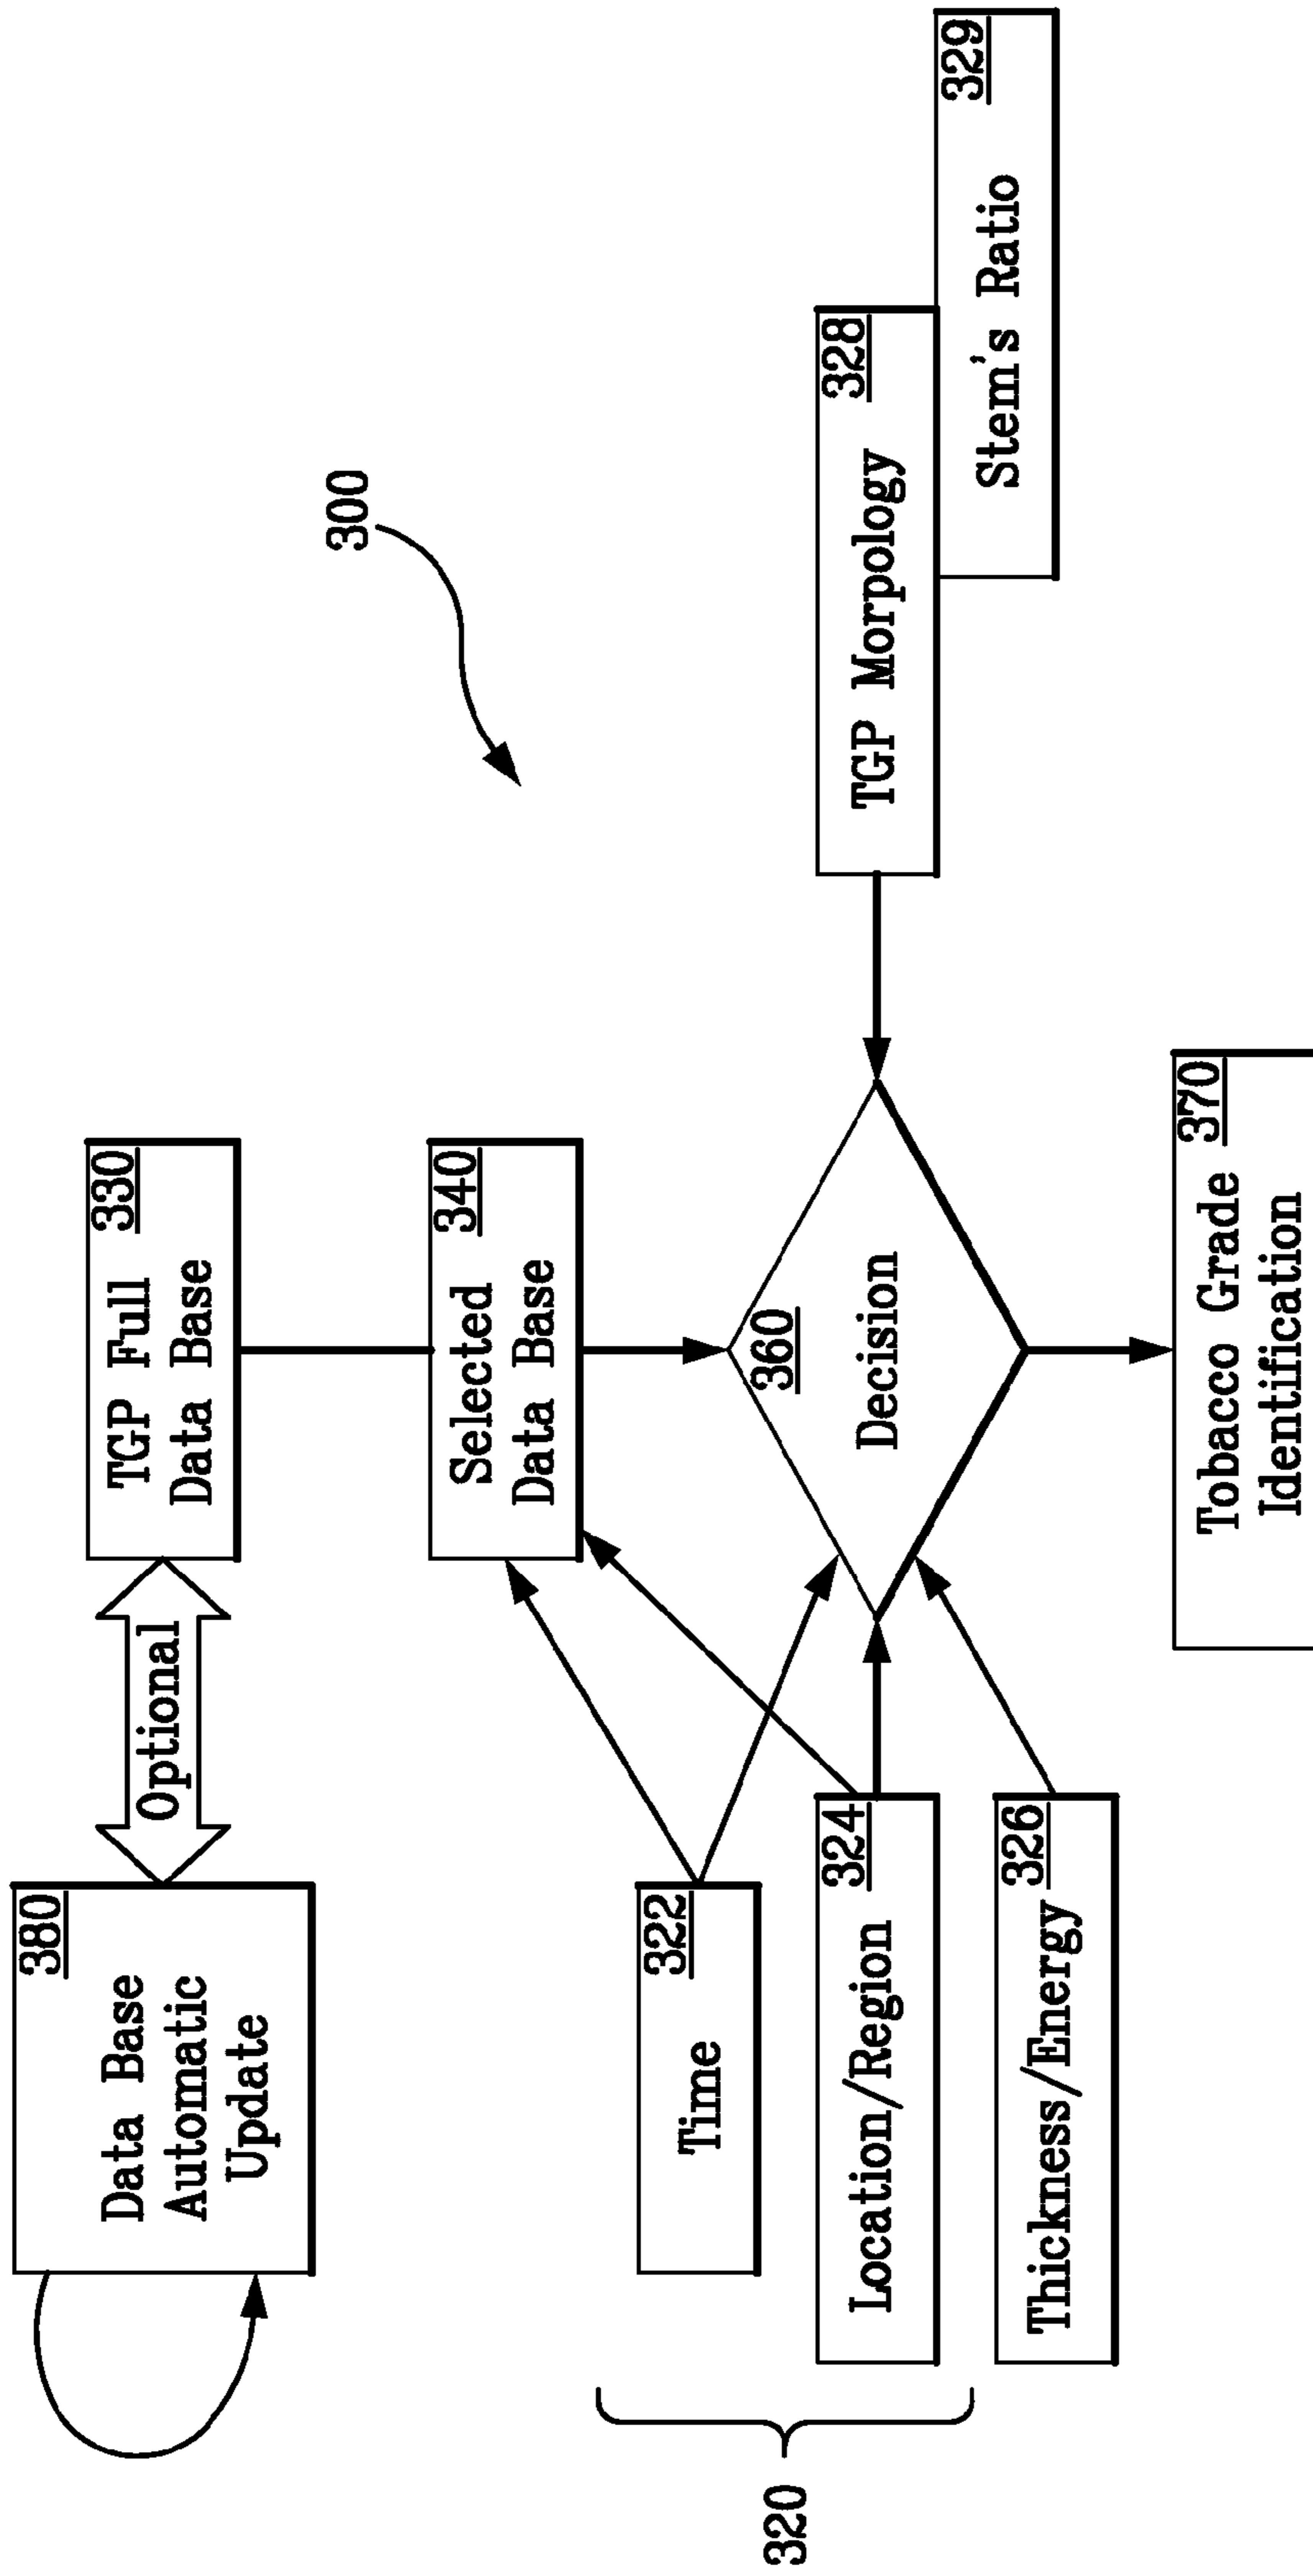 380
Data Base
Automatic
Update
Optional
330
TGP Full
Data Base
300
340
Selected
Data Base
320
322
Time
324
Location/Region
326
Thickness/Energy
360
Decision
328
TGP Morpology
329
Stem's Ratio
370
Tobacco Grade
Identification